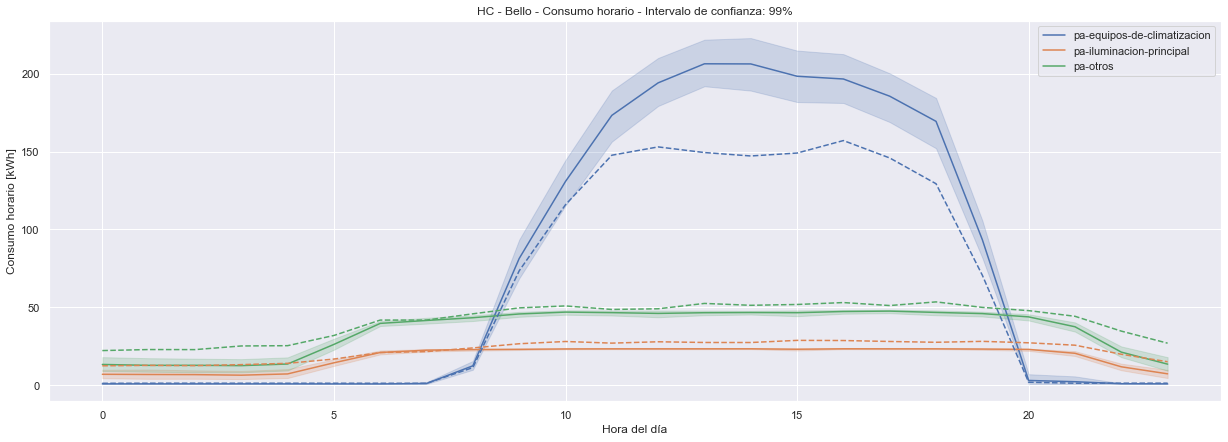 HC - Bello - Consumo horario - Intervalo de confianza: 99%
pa-equipos-de-climatizacion
pa-iluminacion-principal
pa-otros
Consumo horario [kWh]
200
150
100
50
0
0 5 10 15 20
Hora del día